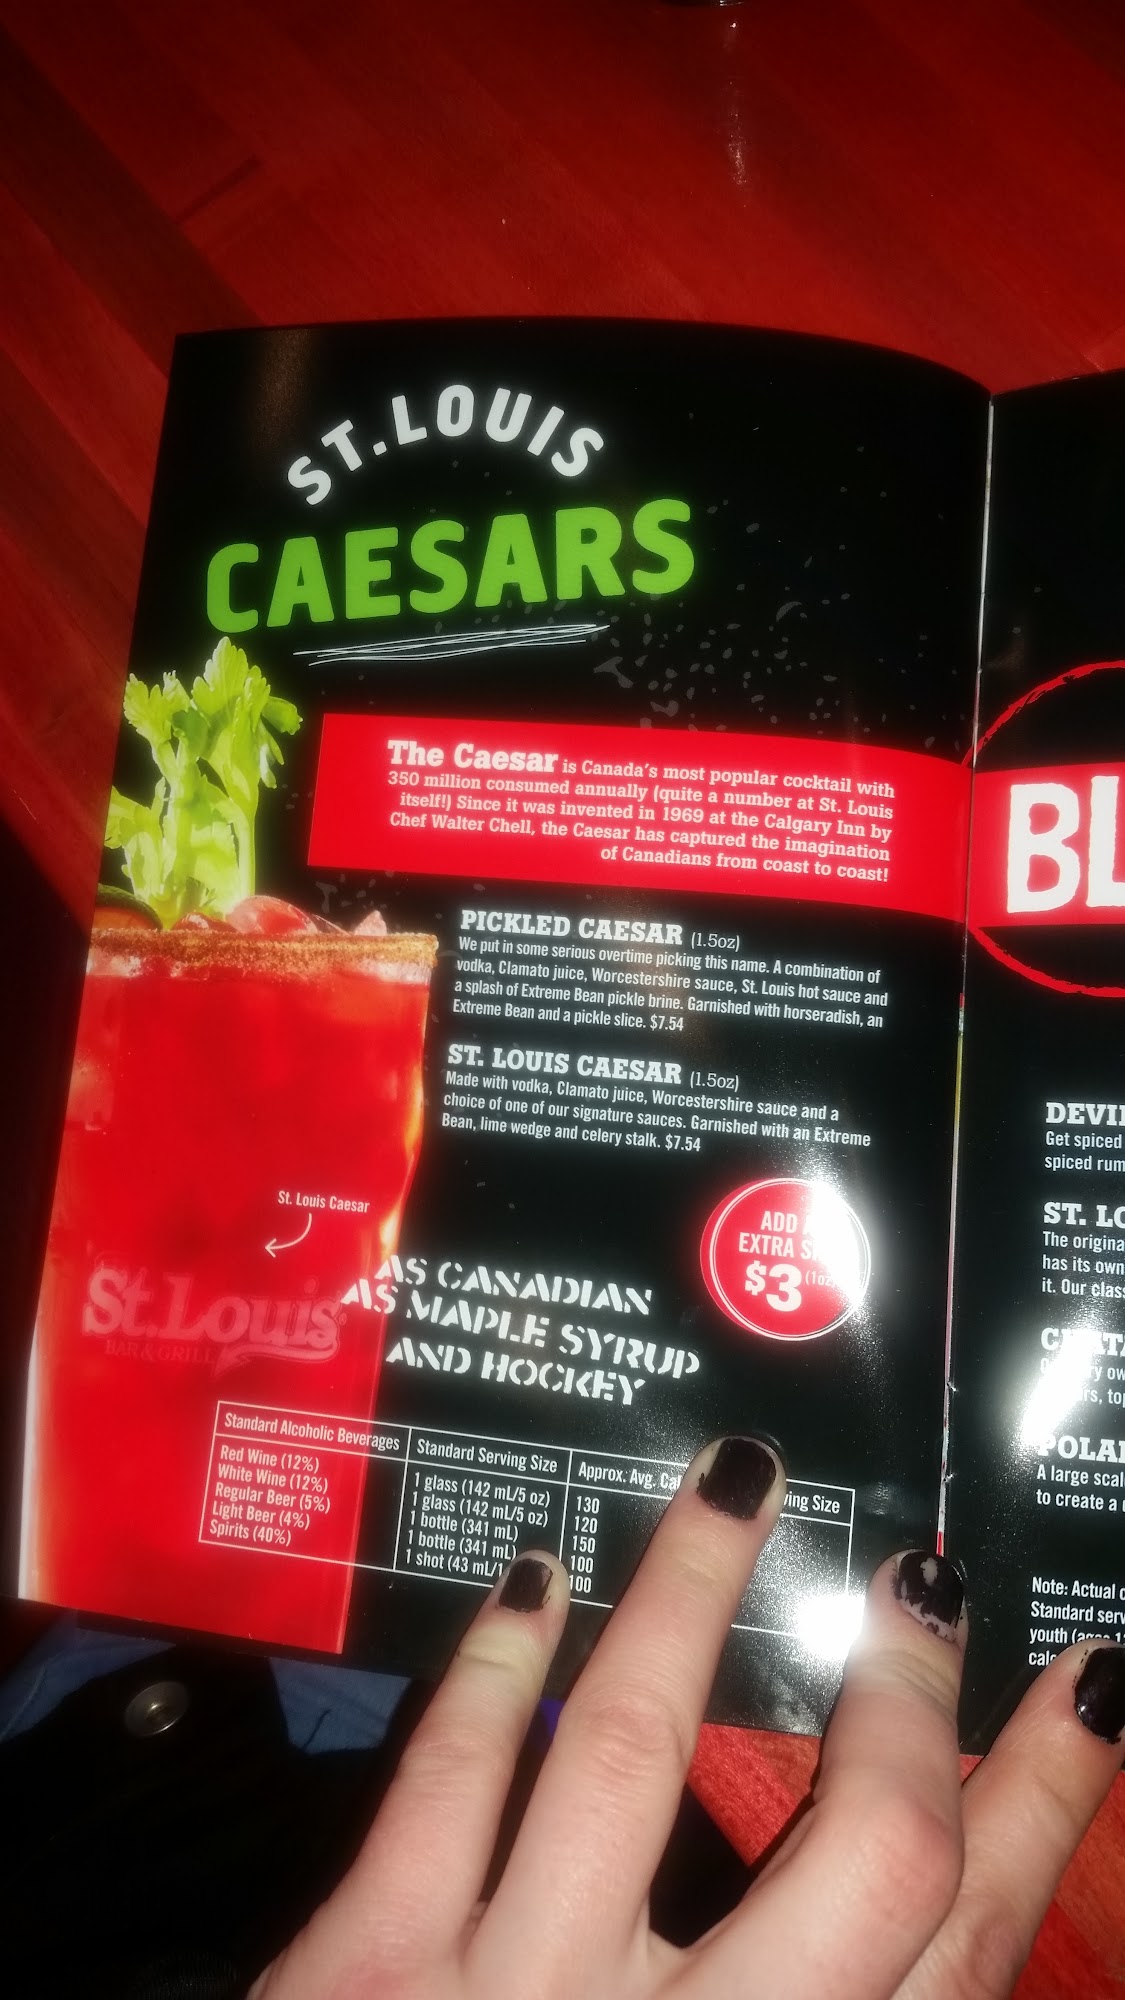 ST. LOUIS
CAESARS
The Caesar is Canada's most popular cocktail with
350 million consumed annually (quite a number at St. Louis
itself!) Since it was invented in 1969 at the Calgary Inn by
Chef Walter Chell, the Caesar has captured the imagination
of Canadians from coast to coast!
PICKLED CAESAR (1.5oz)
We put in some serious overtime picking this name. A combination of
vodka, Clamato juice, Worcestershire sauce, St. Louis hot sauce and
a splash of Extreme Bean pickle brine. Garnished with horseradish, an
Extreme Bean and a pickle slice. $7.54
ST. LOUIS CAESAR (1.5oz)
Made with vodka, Clamato juice, Worcestershire sauce and a
choice of one of our signature sauces. Garnished with an Extreme
Bean, lime wedge and celery stalk. $7.54
St. Louis Caesar
St. Louis
BAR & GRILL
ADD
EXTRA
$3 (1oz)
AS CANADIAN
AS MAPLE SYRUP
AND HOCKEY
Standard Alcoholic Beverages Standard Serving Size Approx. Avg. Size
Red Wine (12%) 1 glass (142 mL/5 oz) 130
White Wine (12%) 1 glass (142 mL/5 oz) 120
Regular Beer (5%) 1 bottle (341 mL) 150
Light Beer (4%) 1 bottle (341 mL) 100
Spirits (40%) 1 shot (43 mL/1 100
BL
DEVI
Get spiced
spiced rum
ST. LO
The origina
has its own
it. Our clas
POLA
A large scal
to create a
Note: Actual
Standard serv
youth